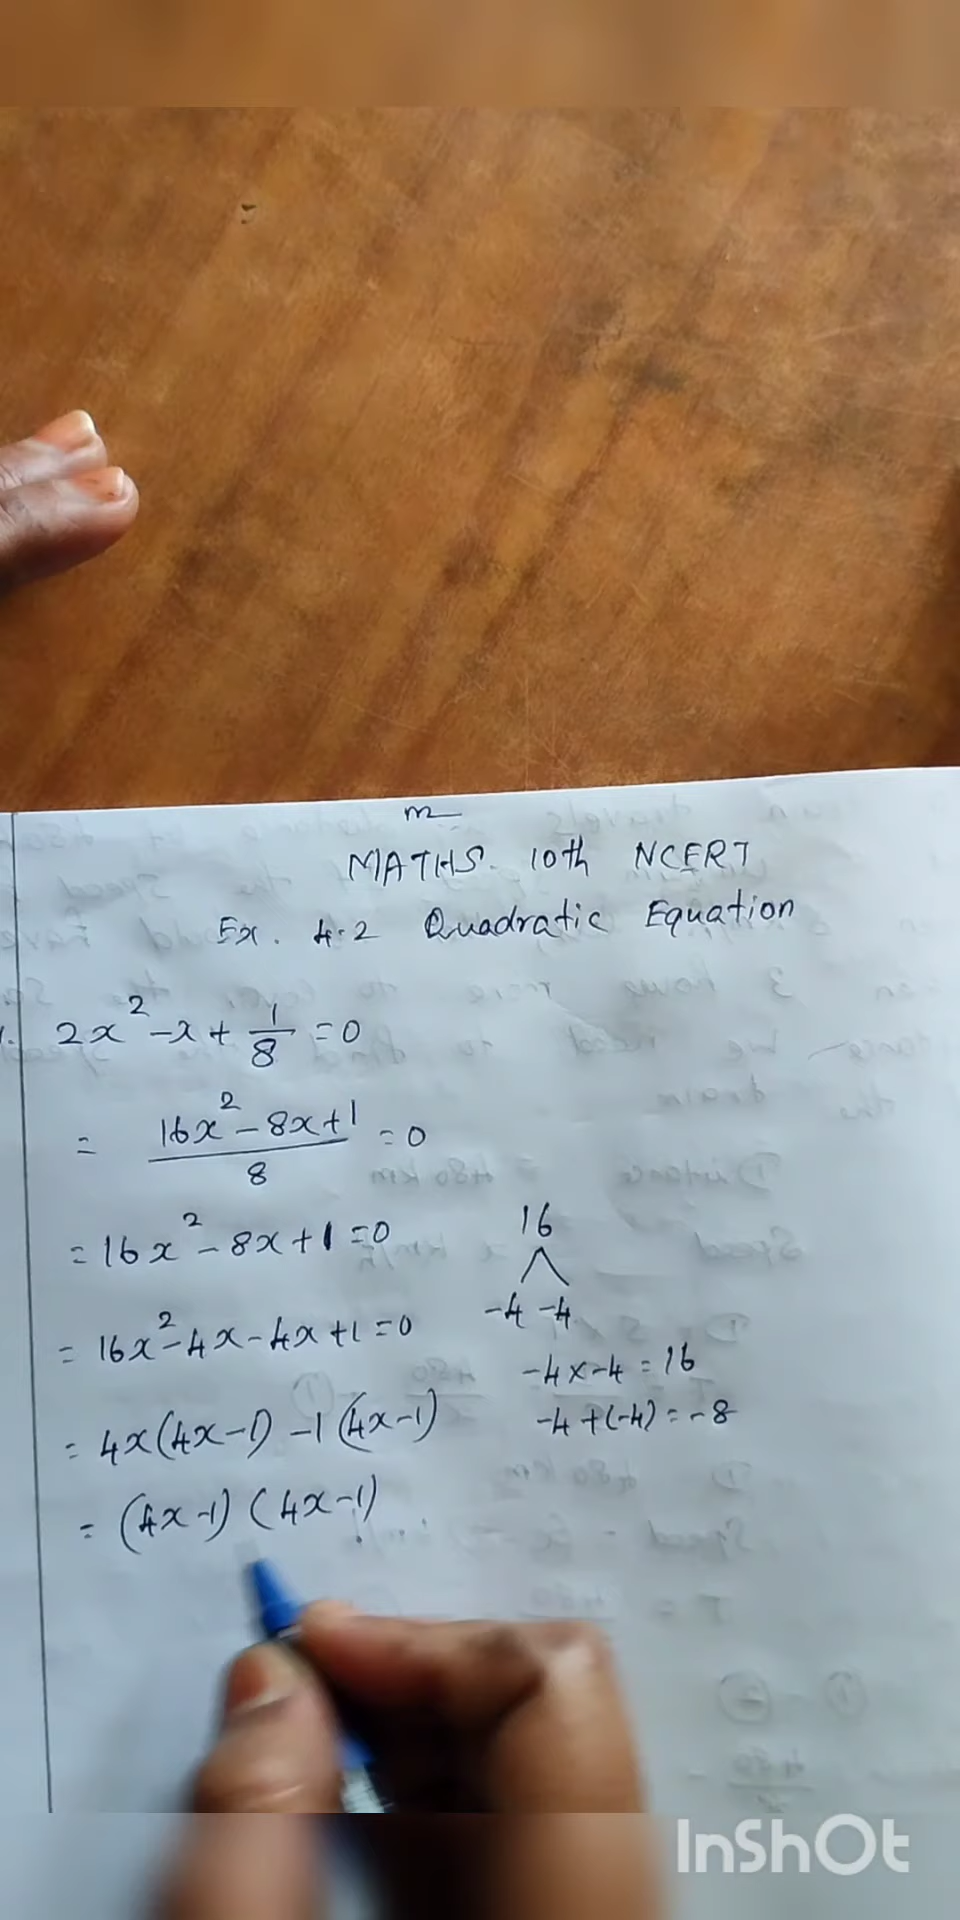 m
MATHS. 10th NCERT
Ex. 4.2 Quadratic Equation
1. 2x² - x + 1/8 = 0
= 16x² - 8x + 1 / 8 = 0
= 16x² - 8x + 1 = 0
16
-4 -4
= 16x² - 4x - 4x + 1 = 0
-4 x -4 = 16
-4 + (-4) = -8
= 4x(4x-1) -1(4x-1)
= (4x-1) (4x-1)
InShOt